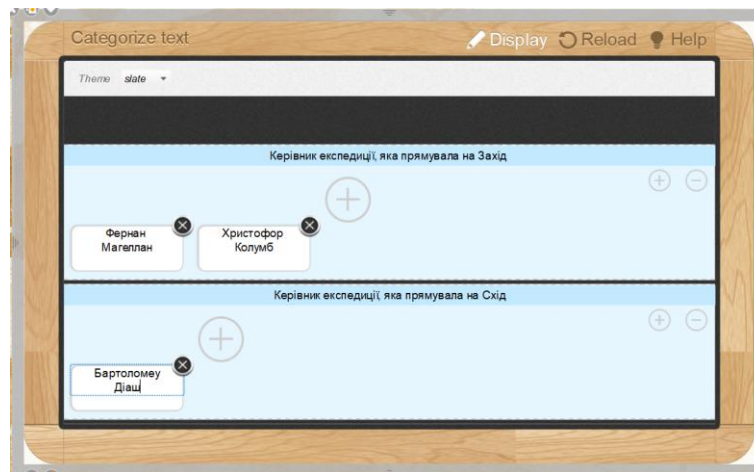 Categorize text
Display Reload Help
Theme slate
Керівник експедиції, яка прямувала на Захід
Фернан
Магеллан
Христофор
Колумб
Керівник експедиції, яка прямувала на Схід
Бартоломеу
Діаш